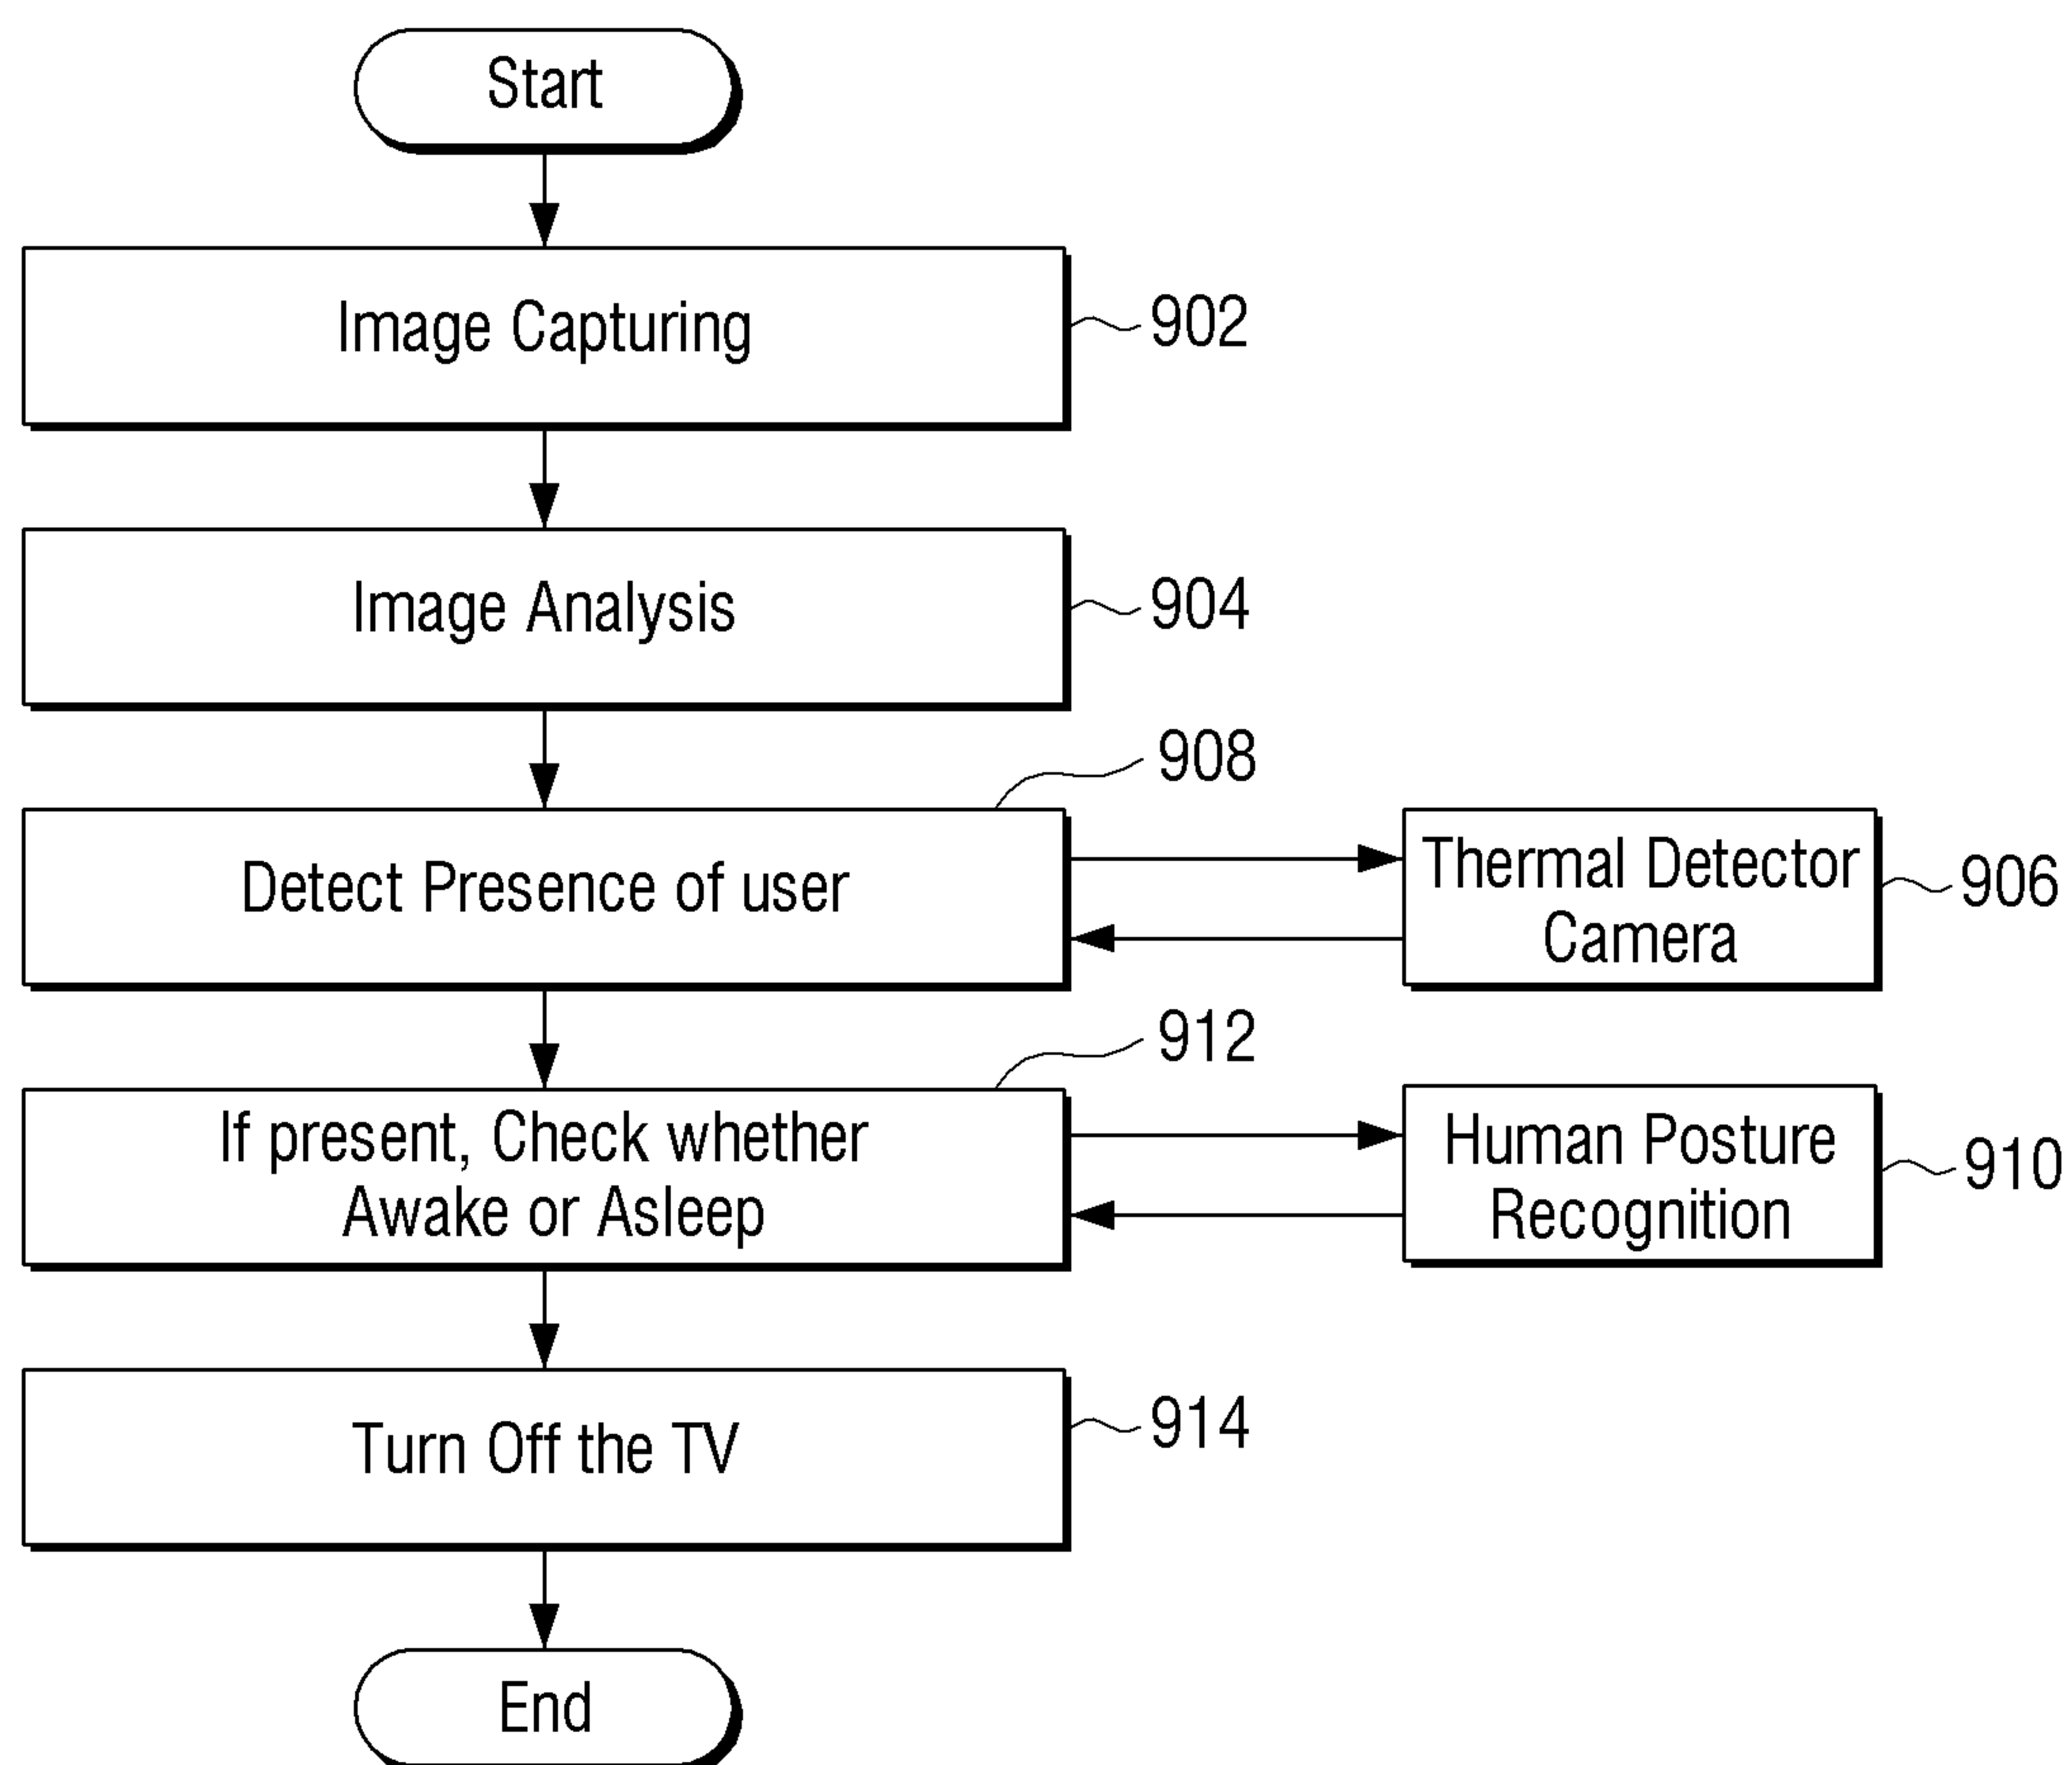 Start
Image Capturing
902
Image Analysis
904
908
Detect Presence of user
Thermal Detector
Camera
906
912
If present, Check whether
Awake or Asleep
Human Posture
Recognition
910
Turn Off the TV
914
End